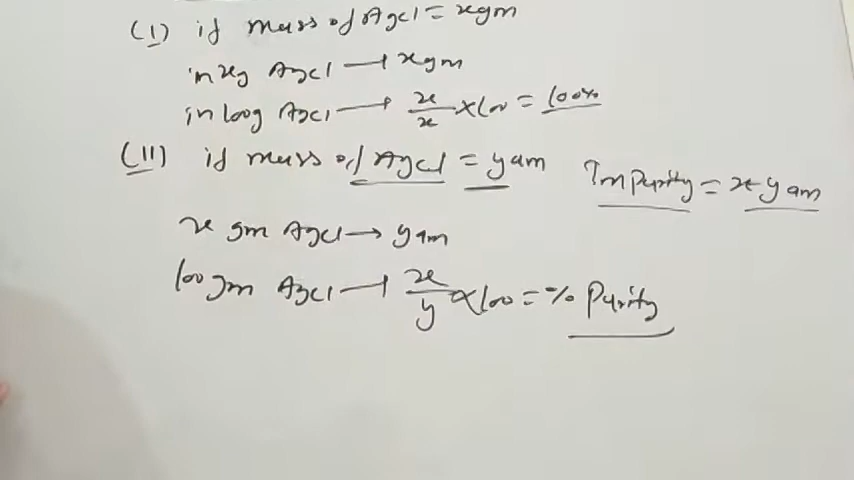 (I) if mass of AgCl = x gm
in x g AgCl → x gm
in 100g AgCl → x/x × 100 = 100%
(II) if mass of AgCl = y gm
Impurity = x - y gm
x gm AgCl → y gm
100 gm AgCl → x/y × 100 = % Purity